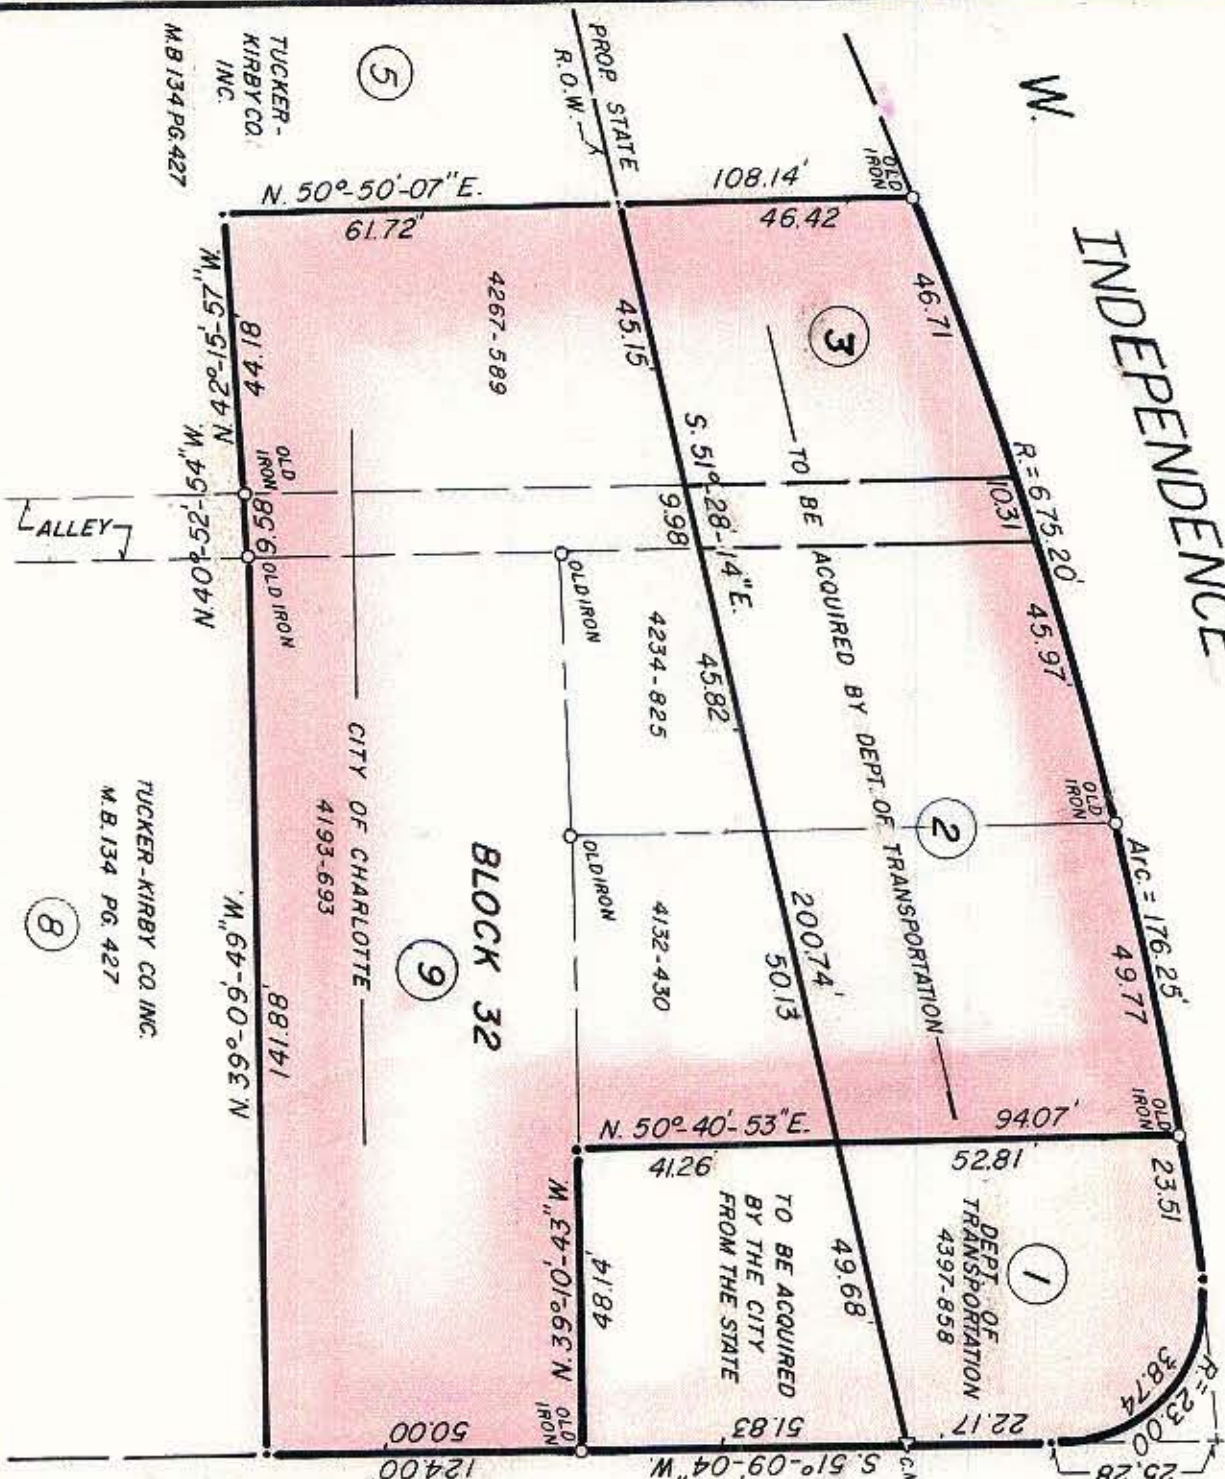 W. INDEPENDENCE
TUCKER-
KIRBY CO.
INC.
M.B 134 PG. 427
5
PROP. STATE
R.O.W.
OLD
IRON
N. 50°-50'-07"E.
61.72'
108.14'
46.42'
46.71
R.=675.20'
10.31
45.97'
OLD
IRON
Arc.=176.25'
49.77
OLD
IRON
23.51
R.=23.00
38.74
25.28
3
4267-589
45.15'
S. 51°-28'-14"E.
9.98
45.82'
200.74'
50.13'
49.68'
TO BE ACQUIRED BY DEPT. OF TRANSPORTATION
2
4234-825
OLD IRON
OLD IRON
4132-430
N. 42°-15'-57"W.
44.18'
OLD
IRON
N. 40°-52'-54"W.
9.58'
OLD IRON
ALLEY
CITY OF CHARLOTTE
4193-693
BLOCK 32
9
N. 39°-09'-49"W.
141.88'
TUCKER-KIRBY CO. INC.
M.B. 134 PG. 427
8
N. 50°-40'-53"E.
94.07'
41.26'
52.81'
1
DEPT. OF
TRANSPORTATION
4397-858
TO BE ACQUIRED
BY THE CITY
FROM THE STATE
N. 39°-10'-43"W
41.84'
OLD
IRON
50.00'
51.83'
22.17'
124.00'
S. 51°-09'-04"W.